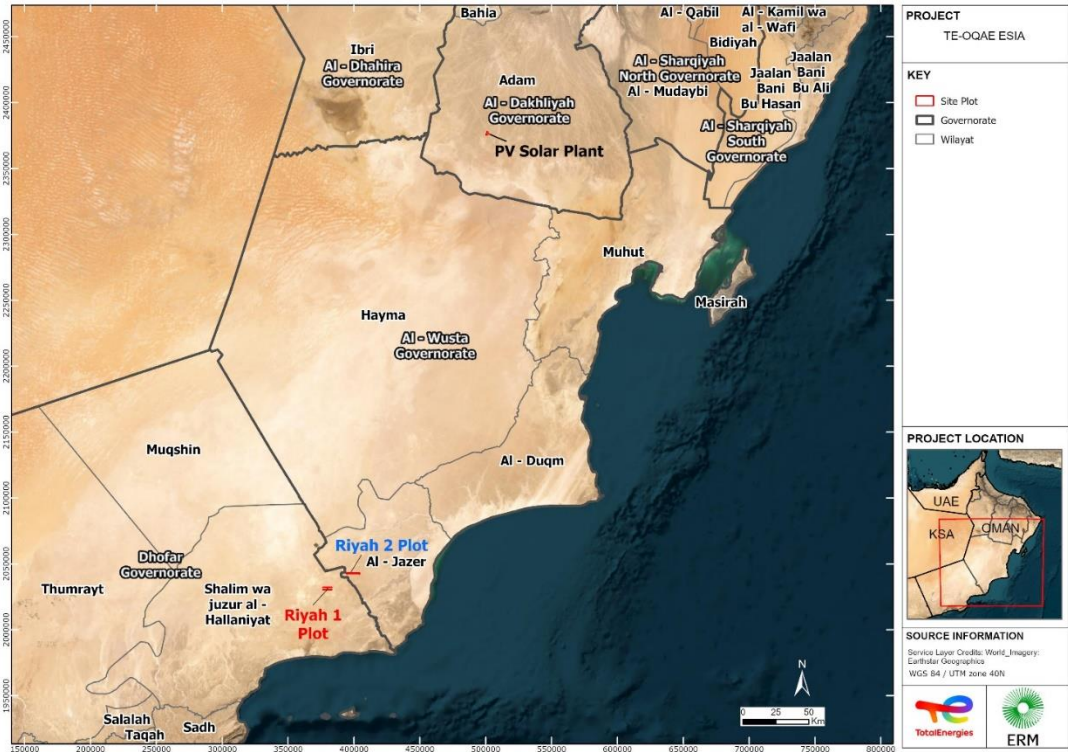 Bahla
Al - Qabil
Al - Kamil wa
al - Wafi
Bidiyah
Ibri
Al - Dhahira
Governorate
Adam
Al - Dakhliyah
Governorate
Al - Sharqiyah
North Governorate
Al - Mudaybi
Jaalan
Bani
Bu Hasan
Jaalan
Bani
Bu Ali
Al - Sharqiyah
South
Governorate
PV Solar Plant
Muhut
Masirah
Hayma
Al - Wusta
Governorate
Muqshin
Al - Duqm
Riyah 2 Plot
Al - Jazer
Dhofar
Governorate
Thumrayt
Shalim wa
juzur al -
Hallaniyat
Riyah 1
Plot
Salalah
Taqah
Sadh
N
0 25 50
Km
2450000
2400000
2350000
2300000
2250000
2200000
2150000
2100000
2050000
2000000
1950000
150000 200000 250000 300000 350000 400000 450000 500000 550000 600000 650000 700000 750000 800000
PROJECT
TE-OQAE ESIA
KEY
Site Plot
Governorate
Wilayat
PROJECT LOCATION
UAE
KSA
OMAN
SOURCE INFORMATION
Service Layer Credits: World_Imagery:
Earthstar Geographics
WGS 84 / UTM zone 40N
TotalEnergies
ERM